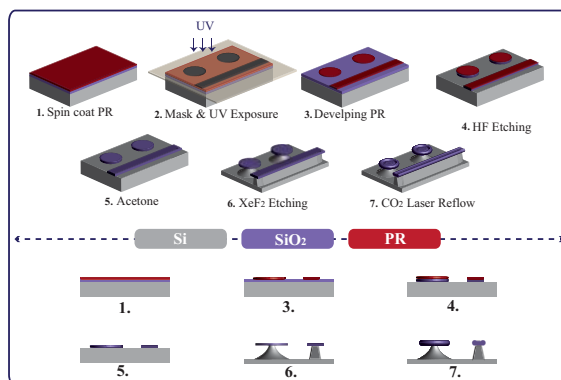 UV
1. Spin coat PR
2. Mask & UV Exposure
3. Develping PR
4. HF Etching
5. Acetone
6. XeF₂ Etching
7. CO₂ Laser Reflow
Si
SiO₂
PR
1.
3.
4.
5.
6.
7.